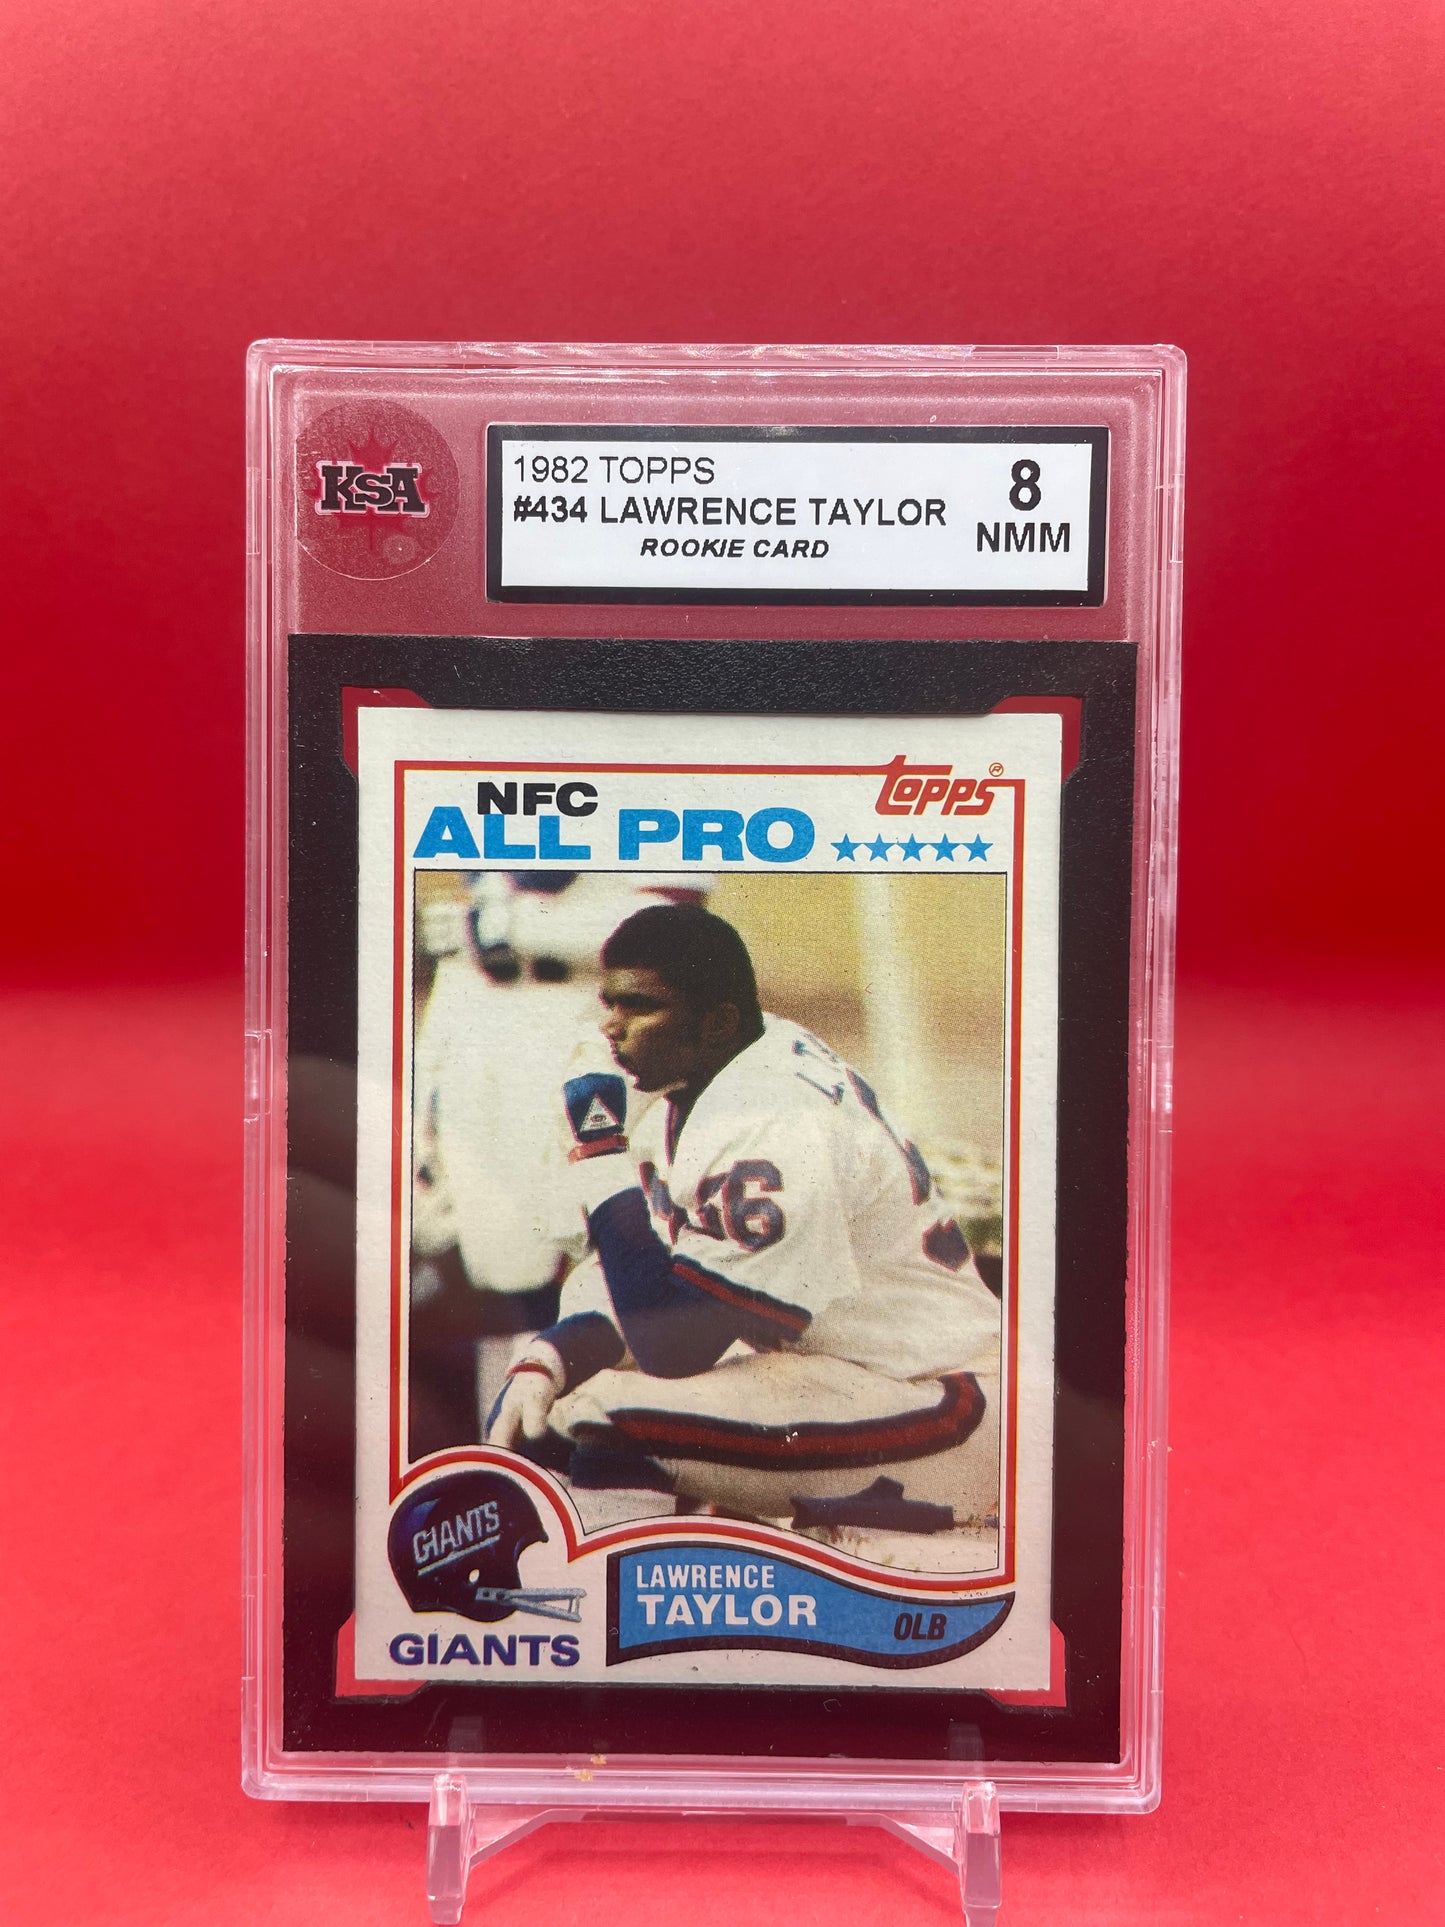 KSA
1982 TOPPS
#434 LAWRENCE TAYLOR
ROOKIE CARD
8
NMM
TOPPS®
NFC
ALL PRO
56
GIANTS
GIANTS
LAWRENCE
TAYLOR
OLB